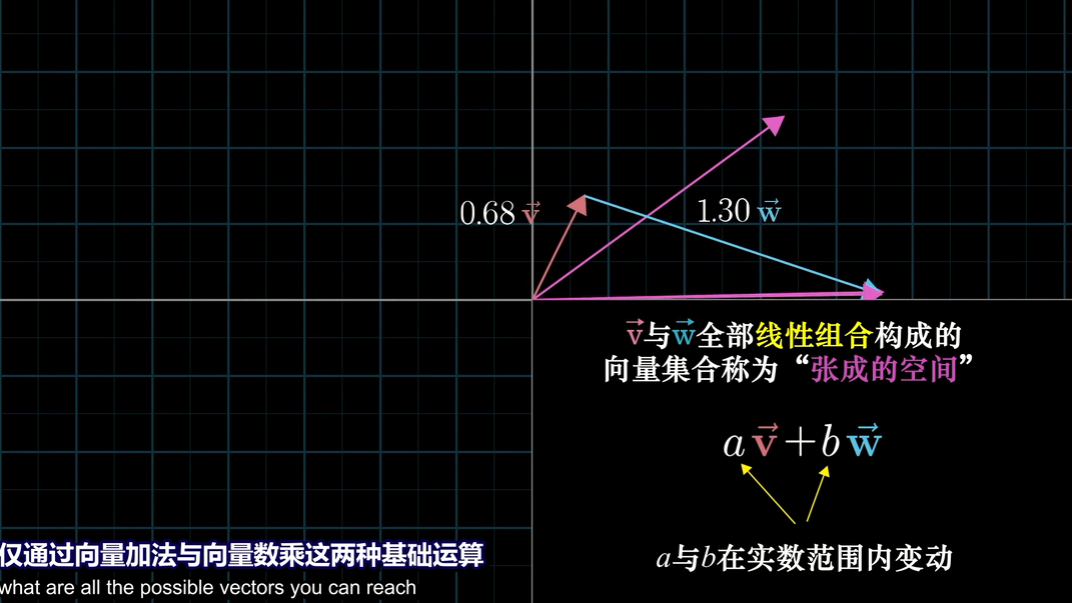 0.68 v⃗
1.30 w⃗
v⃗与w⃗全部线性组合构成的
向量集合称为“张成的空间”
a v⃗ + b w⃗
a与b在实数范围内变动
仅通过向量加法与向量数乘这两种基础运算
what are all the possible vectors you can reach